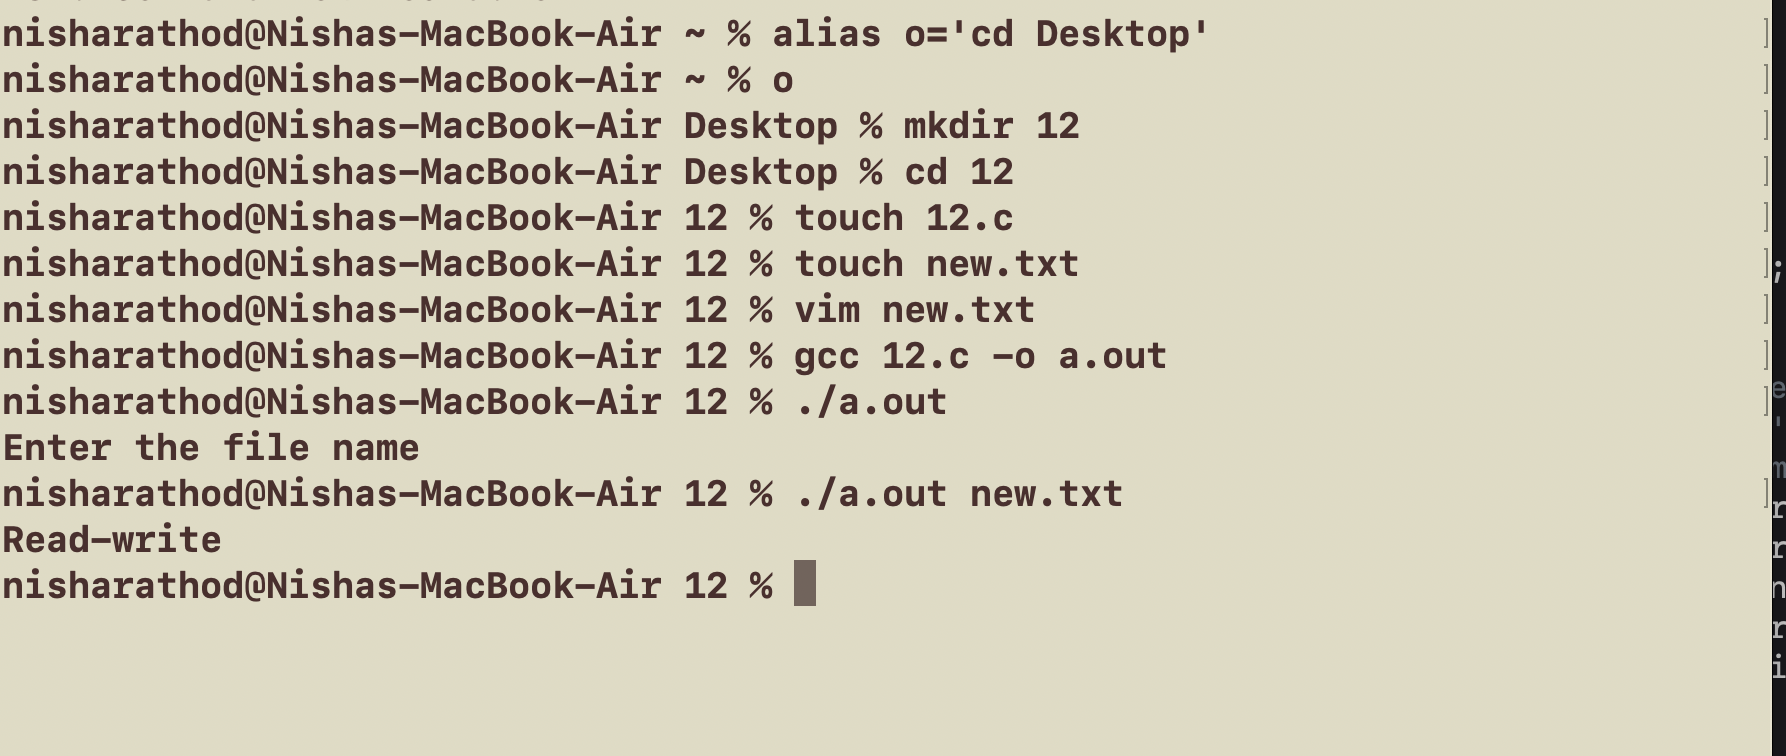 nisharathod@Nishas-MacBook-Air ~ % alias o='cd Desktop'
nisharathod@Nishas-MacBook-Air ~ % o
nisharathod@Nishas-MacBook-Air Desktop % mkdir 12
nisharathod@Nishas-MacBook-Air Desktop % cd 12
nisharathod@Nishas-MacBook-Air 12 % touch 12.c
nisharathod@Nishas-MacBook-Air 12 % touch new.txt
nisharathod@Nishas-MacBook-Air 12 % vim new.txt
nisharathod@Nishas-MacBook-Air 12 % gcc 12.c -o a.out
nisharathod@Nishas-MacBook-Air 12 % ./a.out
Enter the file name
nisharathod@Nishas-MacBook-Air 12 % ./a.out new.txt
Read-write
nisharathod@Nishas-MacBook-Air 12 %